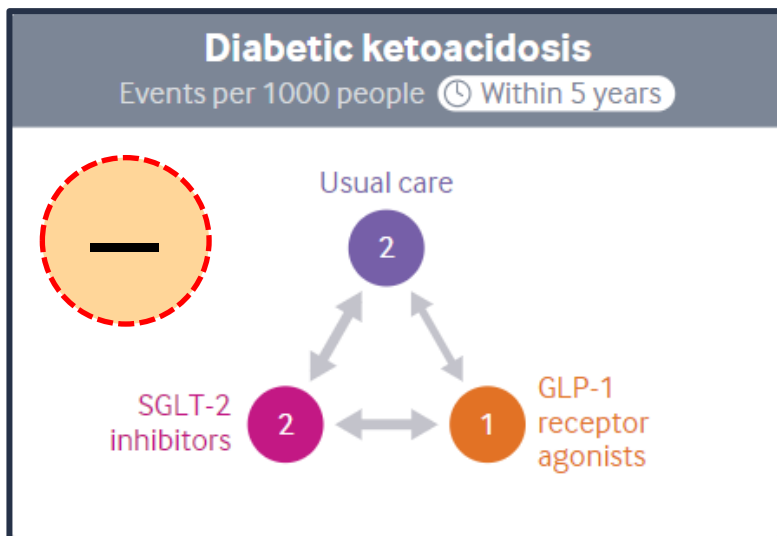 Diabetic ketoacidosis
Events per 1000 people Within 5 years
Usual care
2
SGLT-2
inhibitors
2
1
GLP-1
receptor
agonists